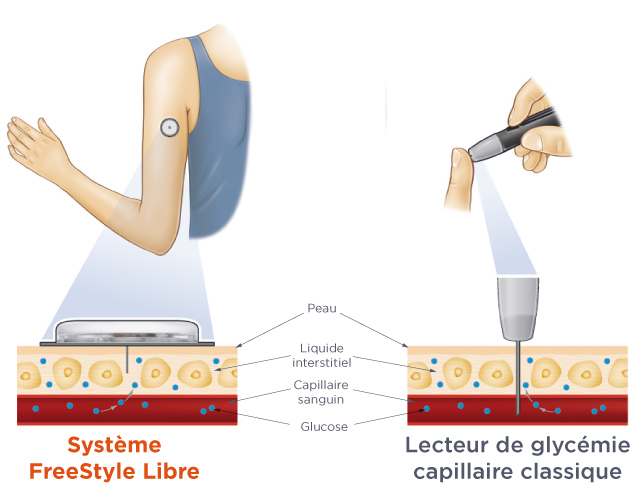 Peau
Liquide
interstitiel
Capillaire
sanguin
Glucose
Système
FreeStyle Libre
Lecteur de glycémie
capillaire classique